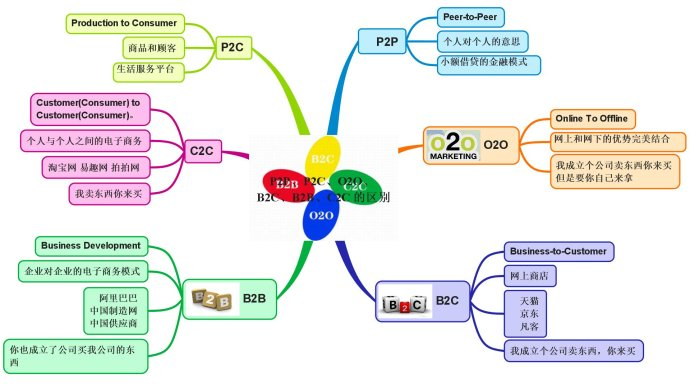 Production to Consumer
商品和顾客
生活服务平台
P2C
Peer-to-Peer
个人对个人的意思
小额借贷的金融模式
P2P
Customer(Consumer) to
Customer(Consumer)。
个人与个人之间的电子商务
淘宝网 易趣网 拍拍网
我卖东西你来买
C2C
Online To Offline
网上和网下的优势完美结合
我成立个公司卖东西你来买
但是要你自己来拿
O2O
o2o
MARKETING
B2C
B2B
C2C
O2O
P2P、P2C、O2O、
B2C、B2B、C2C 的区别
Business Development
企业对企业的电子商务模式
阿里巴巴
中国制造网
中国供应商
你也成立了公司买我公司的东
西
B2B
B2B
Business-to-Customer
网上商店
天猫
京东
凡客
我成立个公司卖东西，你来买
B2C
B2C